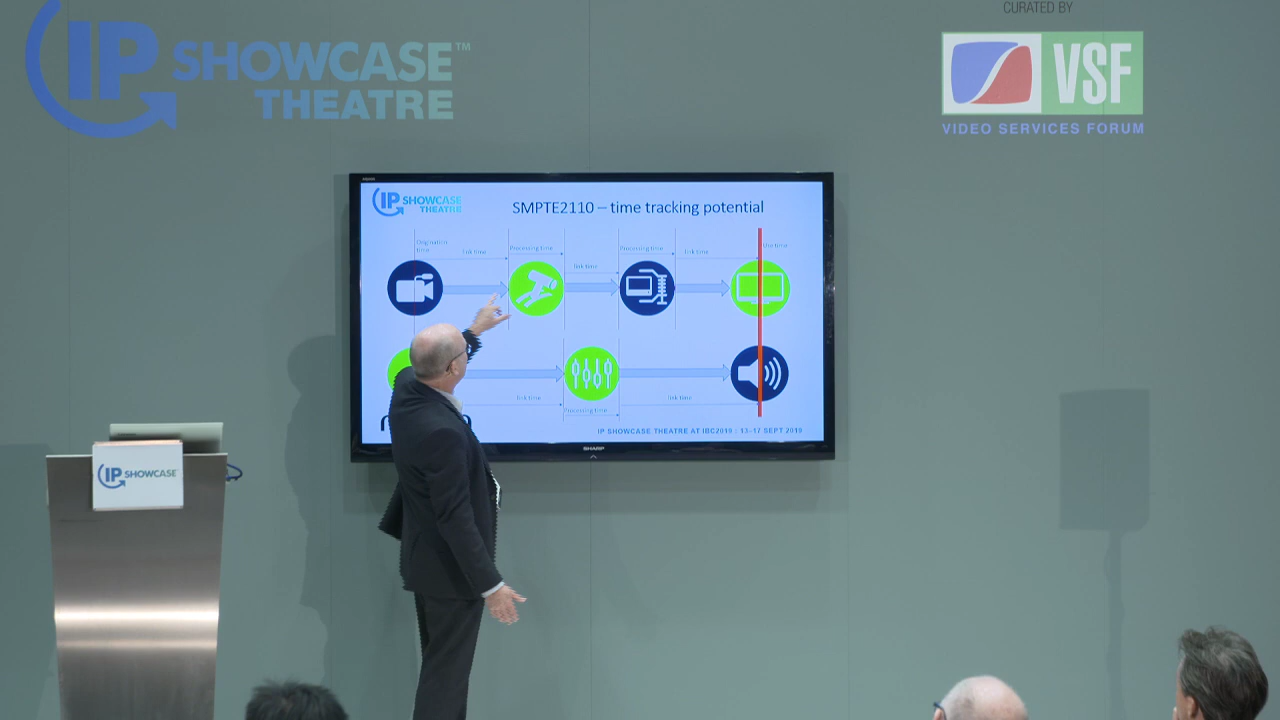 CURATED BY
IP SHOWCASE™
THEATRE
VSF
VIDEO SERVICES FORUM
IP SHOWCASE
THEATRE
SMPTE2110 – time tracking potential
Origination
time
link time
Processing time
link time
Processing time
link time
Use time
link time
Processing time
link time
IP SHOWCASE THEATRE AT IBC2019 : 13-17 SEPT 2019
SHARP
IP SHOWCASE